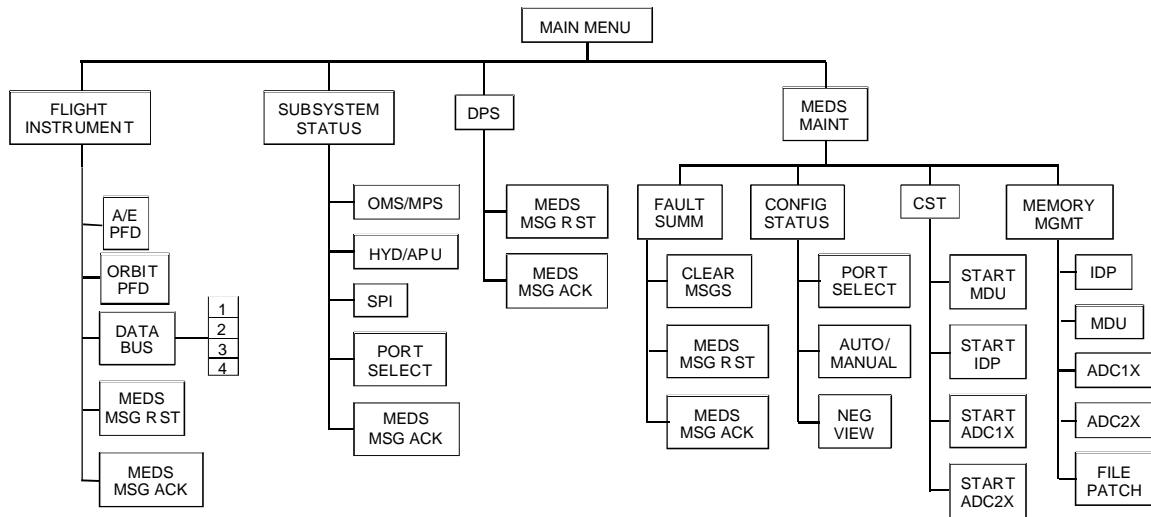 MAIN MENU
FLIGHT
INSTRUMENT
A/E
PFD
ORBIT
PFD
DATA
BUS
1
2
3
4
MEDS
MSG RST
MEDS
MSG ACK
SUBSYSTEM
STATUS
OMS/MPS
HYD/APU
SPI
PORT
SELECT
MEDS
MSG ACK
DPS
MEDS
MSG RST
MEDS
MSG ACK
MEDS
MAINT
FAULT
SUMM
CLEAR
MSGS
MEDS
MSG RST
MEDS
MSG ACK
CONFIG
STATUS
PORT
SELECT
AUTO/
MANUAL
NEG
VIEW
CST
START
MDU
START
IDP
START
ADC1X
START
ADC2X
MEMORY
MGMT
IDP
MDU
ADC1X
ADC2X
FILE
PATCH